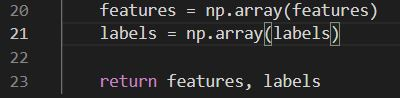 20 features = np.array(features)
21 labels = np.array(labels)
22
23 return features, labels